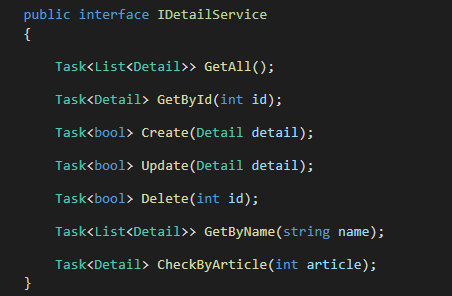 public interface IDetailService
{
Task<List<Detail>> GetAll();
Task<Detail> GetById(int id);
Task<bool> Create(Detail detail);
Task<bool> Update(Detail detail);
Task<bool> Delete(int id);
Task<List<Detail>> GetByName(string name);
Task<Detail> CheckByArticle(int article);
}